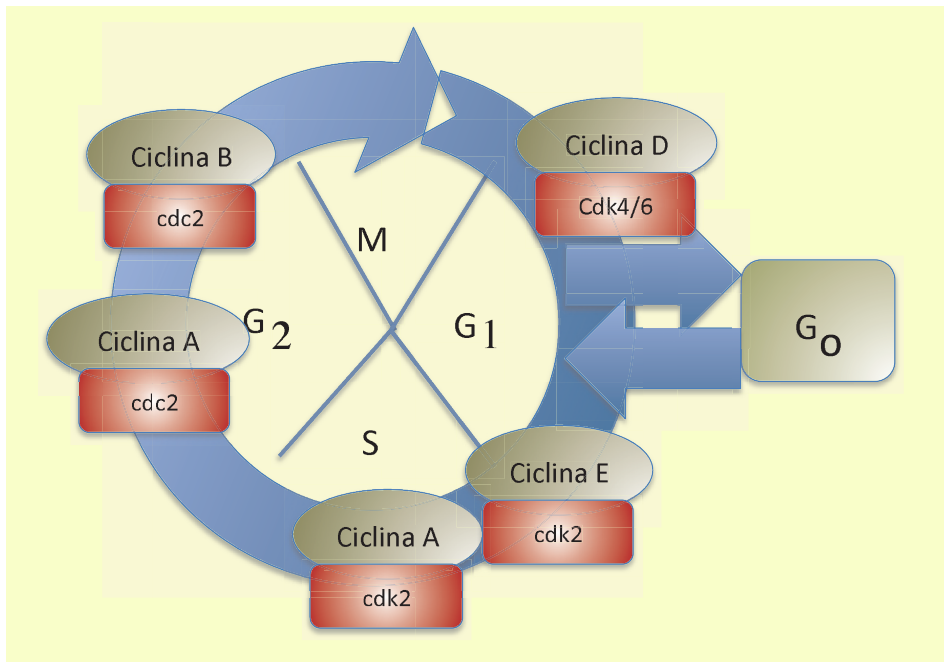 Ciclina B
cdc2
Ciclina D
Cdk4/6
M
G2
G1
Go
Ciclina A
cdc2
S
Ciclina E
cdk2
Ciclina A
cdk2